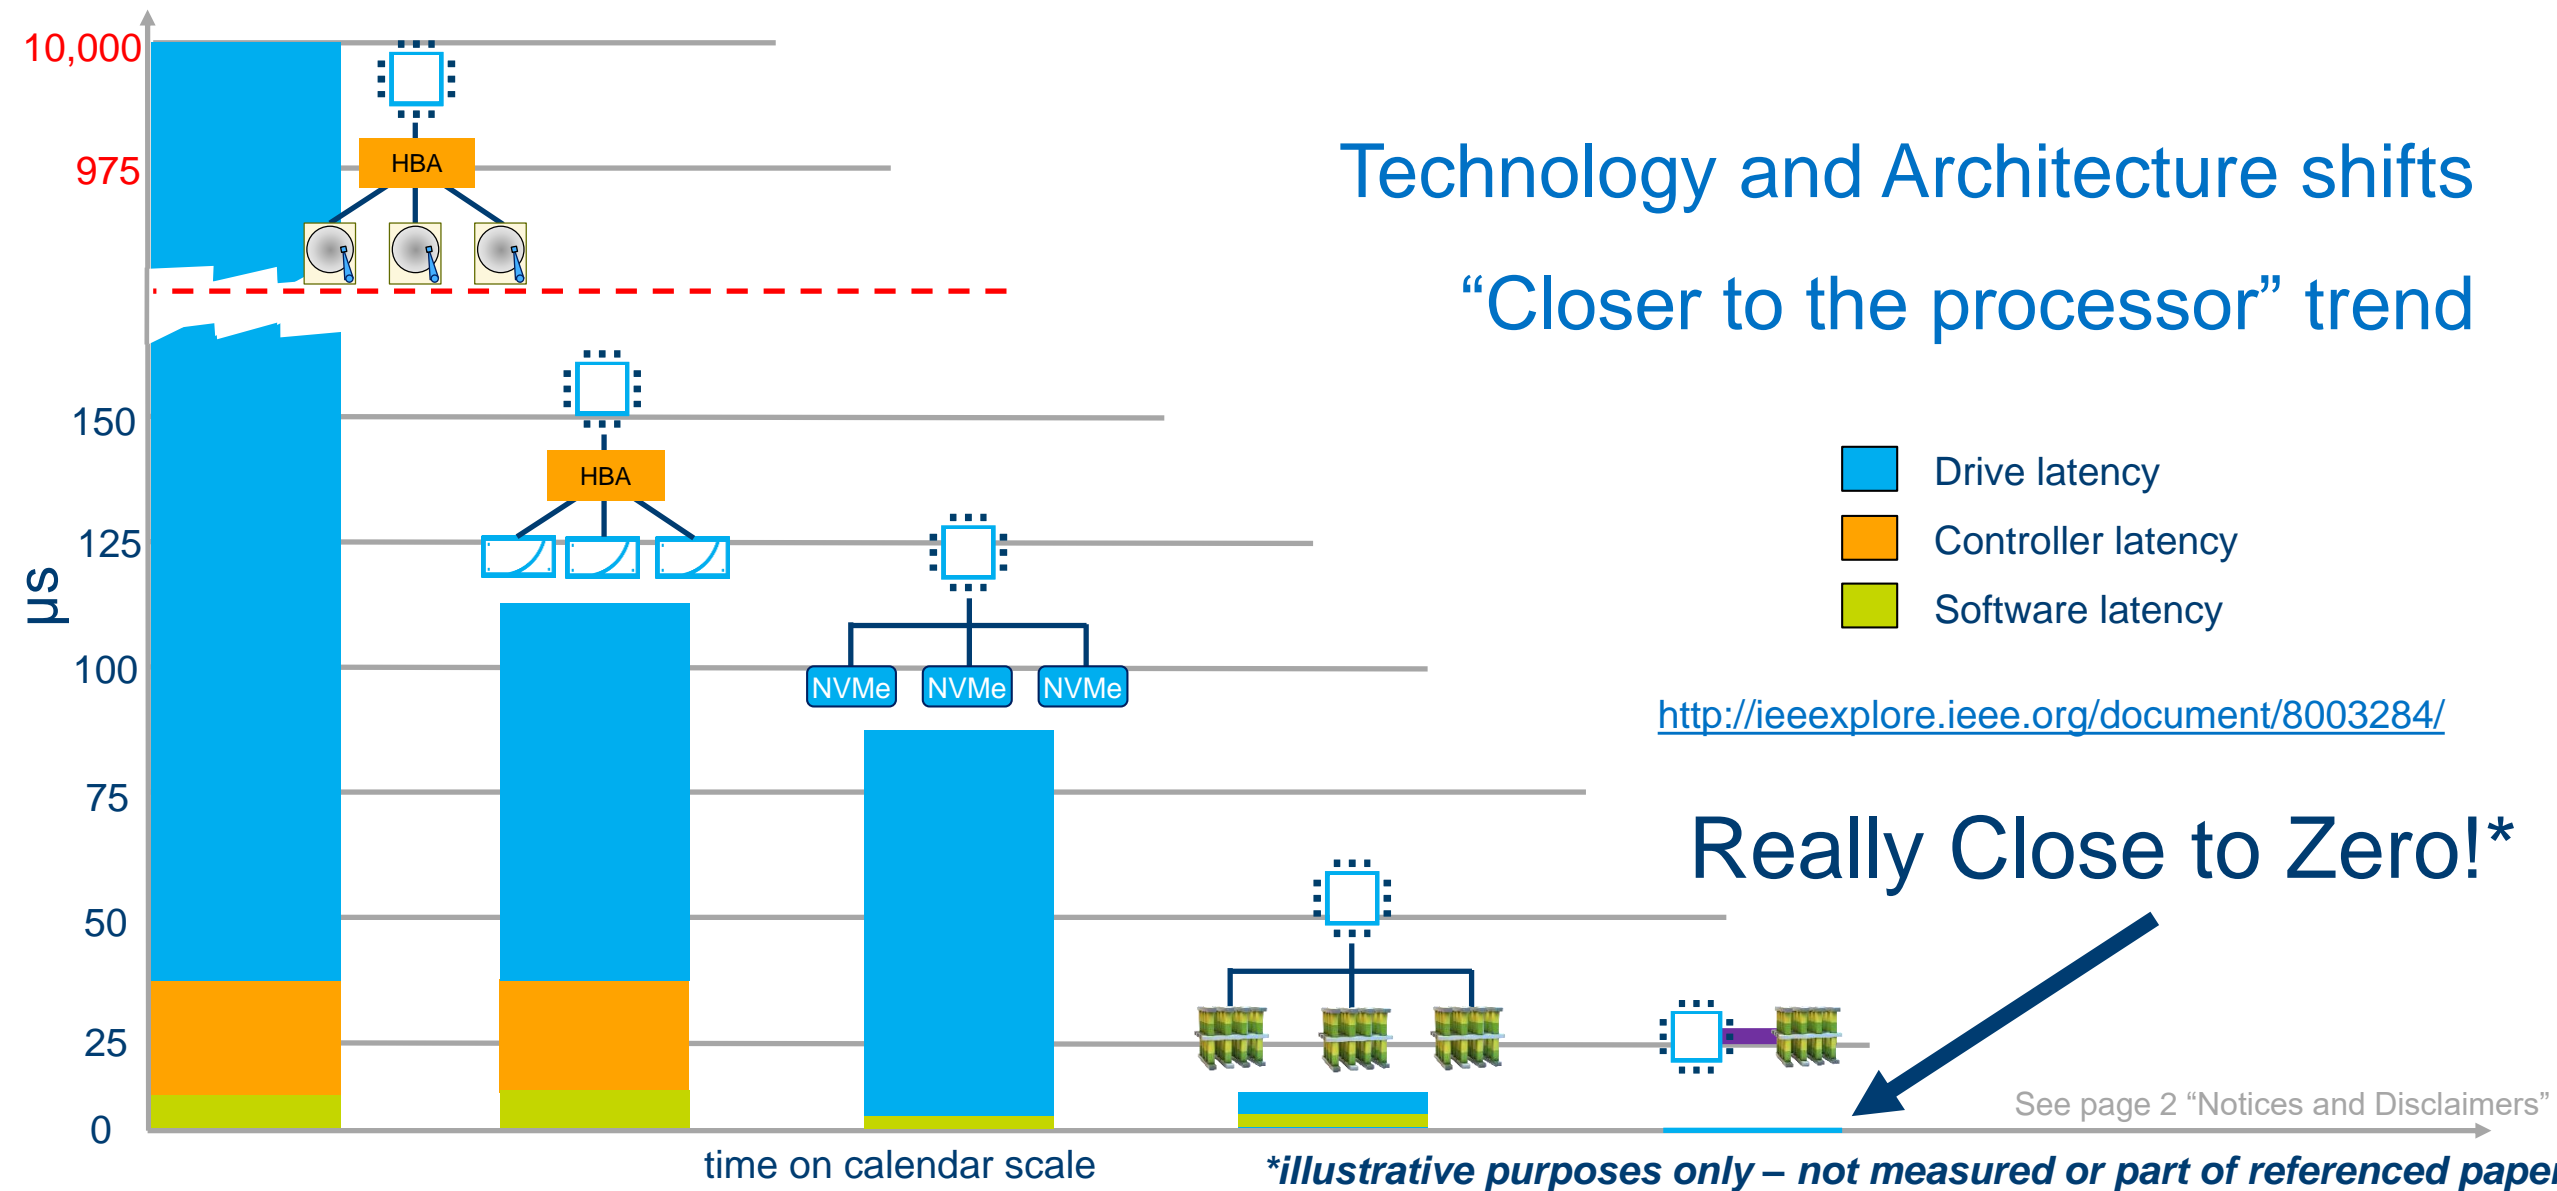 10,000
975
150
125
100
75
50
25
0
µs
HBA
HBA
NVMe NVMe NVMe
Technology and Architecture shifts
“Closer to the processor” trend
Drive latency
Controller latency
Software latency
http://ieeexplore.ieee.org/document/8003284/
Really Close to Zero!*
See page 2 “Notices and Disclaimers”
time on calendar scale
*illustrative purposes only – not measured or part of referenced paper